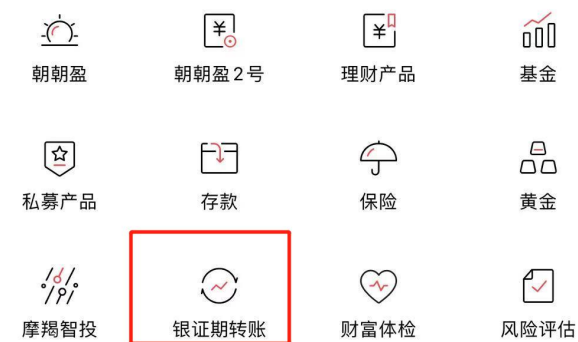 朝朝盈
朝朝盈2号
理财产品
基金
私募产品
存款
保险
黄金
摩羯智投
银证期转账
财富体检
风险评估